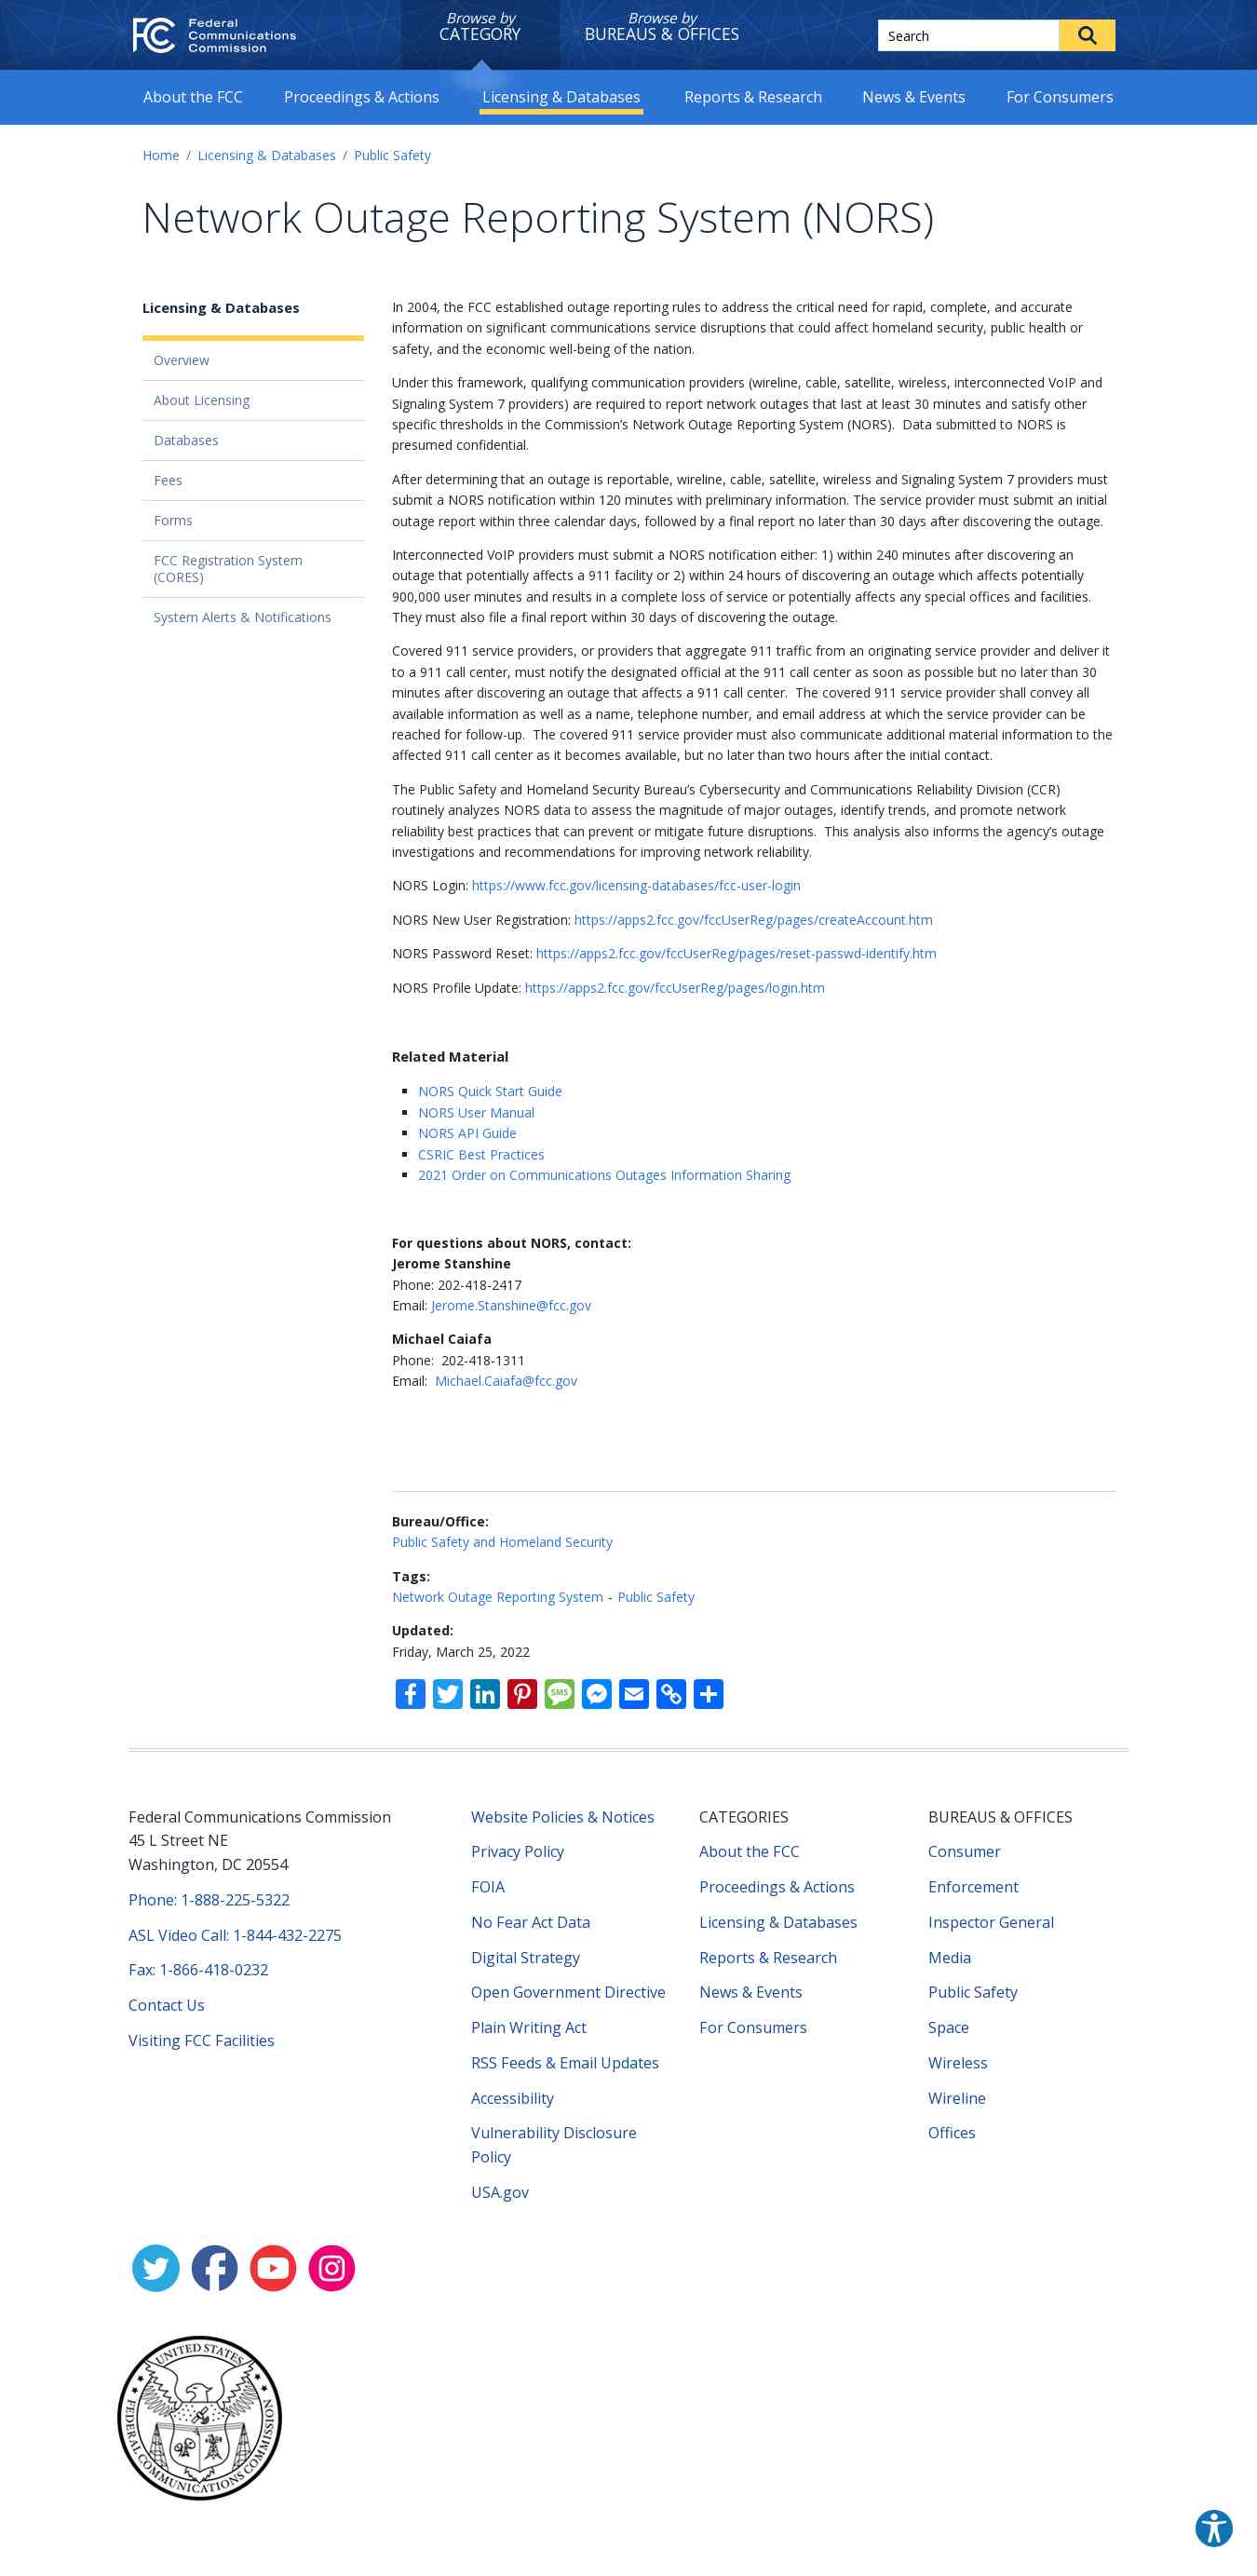 Federal
Communications
Commission
Browse by
CATEGORY
Browse by
BUREAUS & OFFICES
Search
About the FCC
Proceedings & Actions
Licensing & Databases
Reports & Research
News & Events
For Consumers
Home / Licensing & Databases / Public Safety
Network Outage Reporting System (NORS)
Licensing & Databases
Overview
About Licensing
Databases
Fees
Forms
FCC Registration System
(CORES)
System Alerts & Notifications
In 2004, the FCC established outage reporting rules to address the critical need for rapid, complete, and accurate
information on significant communications service disruptions that could affect homeland security, public health or
safety, and the economic well-being of the nation.
Under this framework, qualifying communication providers (wireline, cable, satellite, wireless, interconnected VoIP and
Signaling System 7 providers) are required to report network outages that last at least 30 minutes and satisfy other
specific thresholds in the Commission’s Network Outage Reporting System (NORS).  Data submitted to NORS is
presumed confidential.
After determining that an outage is reportable, wireline, cable, satellite, wireless and Signaling System 7 providers must
submit a NORS notification within 120 minutes with preliminary information. The service provider must submit an initial
outage report within three calendar days, followed by a final report no later than 30 days after discovering the outage.
Interconnected VoIP providers must submit a NORS notification either: 1) within 240 minutes after discovering an
outage that potentially affects a 911 facility or 2) within 24 hours of discovering an outage which affects potentially
900,000 user minutes and results in a complete loss of service or potentially affects any special offices and facilities.
They must also file a final report within 30 days of discovering the outage.
Covered 911 service providers, or providers that aggregate 911 traffic from an originating service provider and deliver it
to a 911 call center, must notify the designated official at the 911 call center as soon as possible but no later than 30
minutes after discovering an outage that affects a 911 call center.  The covered 911 service provider shall convey all
available information as well as a name, telephone number, and email address at which the service provider can be
reached for follow-up.  The covered 911 service provider must also communicate additional material information to the
affected 911 call center as it becomes available, but no later than two hours after the initial contact.
The Public Safety and Homeland Security Bureau’s Cybersecurity and Communications Reliability Division (CCR)
routinely analyzes NORS data to assess the magnitude of major outages, identify trends, and promote network
reliability best practices that can prevent or mitigate future disruptions.  This analysis also informs the agency’s outage
investigations and recommendations for improving network reliability.
NORS Login: https://www.fcc.gov/licensing-databases/fcc-user-login
NORS New User Registration: https://apps2.fcc.gov/fccUserReg/pages/createAccount.htm
NORS Password Reset: https://apps2.fcc.gov/fccUserReg/pages/reset-passwd-identify.htm
NORS Profile Update: https://apps2.fcc.gov/fccUserReg/pages/login.htm
Related Material
NORS Quick Start Guide
NORS User Manual
NORS API Guide
CSRIC Best Practices
2021 Order on Communications Outages Information Sharing
For questions about NORS, contact:
Jerome Stanshine
Phone: 202-418-2417
Email: Jerome.Stanshine@fcc.gov
Michael Caiafa
Phone:  202-418-1311
Email:  Michael.Caiafa@fcc.gov
Bureau/Office:
Public Safety and Homeland Security
Tags:
Network Outage Reporting System - Public Safety
Updated:
Friday, March 25, 2022
SMS
Federal Communications Commission
45 L Street NE
Washington, DC 20554
Phone: 1-888-225-5322
ASL Video Call: 1-844-432-2275
Fax: 1-866-418-0232
Contact Us
Visiting FCC Facilities
Website Policies & Notices
Privacy Policy
FOIA
No Fear Act Data
Digital Strategy
Open Government Directive
Plain Writing Act
RSS Feeds & Email Updates
Accessibility
Vulnerability Disclosure
Policy
USA.gov
CATEGORIES
About the FCC
Proceedings & Actions
Licensing & Databases
Reports & Research
News & Events
For Consumers
BUREAUS & OFFICES
Consumer
Enforcement
Inspector General
Media
Public Safety
Space
Wireless
Wireline
Offices
UNITED STATES
FEDERAL COMMUNICATIONS COMMISSION